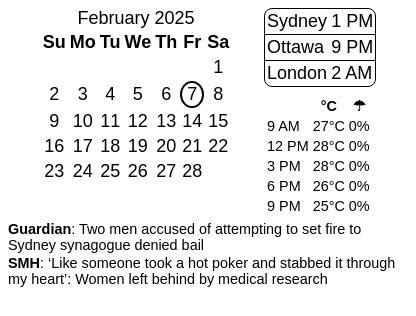 February 2025
Su Mo Tu We Th Fr Sa
1
2 3 4 5 6 7 8
9 10 11 12 13 14 15
16 17 18 19 20 21 22
23 24 25 26 27 28
Sydney 1 PM
Ottawa 9 PM
London 2 AM
°C ☂
9 AM 27°C 0%
12 PM 28°C 0%
3 PM 28°C 0%
6 PM 26°C 0%
9 PM 25°C 0%
Guardian: Two men accused of attempting to set fire to
Sydney synagogue denied bail
SMH: ‘Like someone took a hot poker and stabbed it through
my heart’: Women left behind by medical research